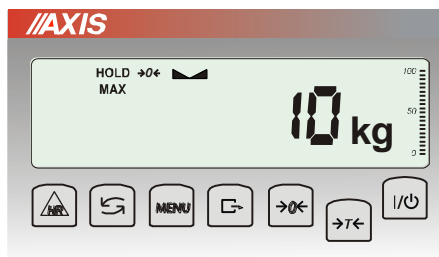 //AXIS
HOLD →0←
MAX
100
50
0
10 kg
HR
MENU
→0←
→T←
I/⏻